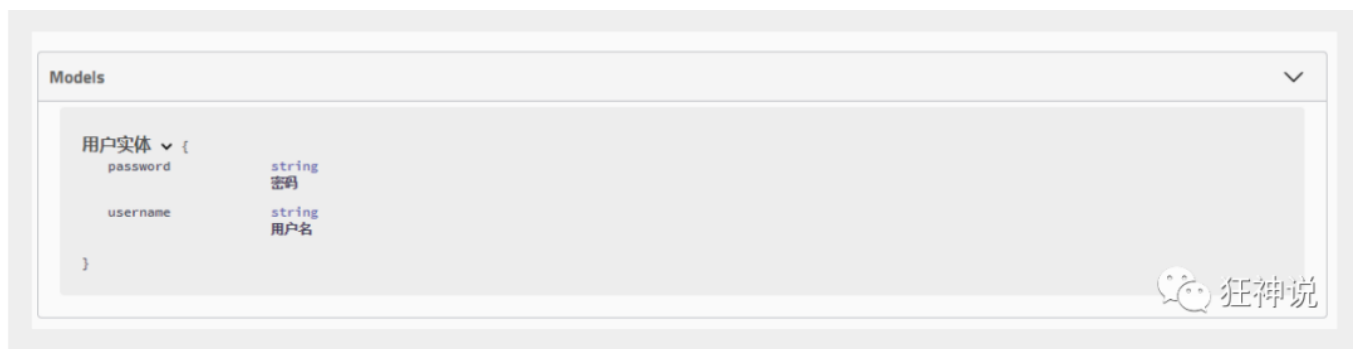 Models
用户实体 {
password string
密码
username string
用户名
}
狂神说